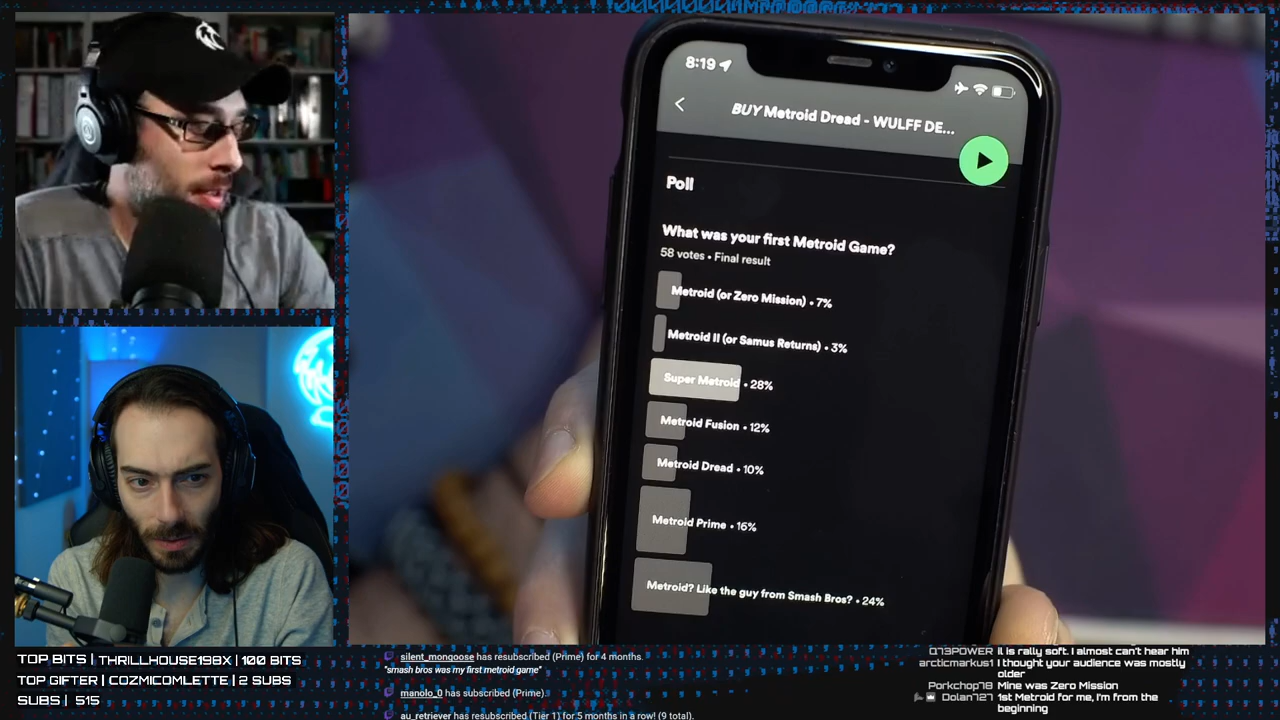 8:19
BUY Metroid Dread - WULFF DE...
Poll
What was your first Metroid Game?
58 votes • Final result
Metroid (or Zero Mission) • 7%
Metroid II (or Samus Returns) • 3%
Super Metroid • 28%
Metroid Fusion • 12%
Metroid Dread • 10%
Metroid Prime • 16%
Metroid? Like the guy from Smash Bros? • 24%
TOP BITS | THRILLHOUSE198X | 100 BITS
TOP GIFTER | COZMICOMLETTE | 2 SUBS
SUBS | 515
silent_mongoose has resubscribed (Prime) for 4 months.
"smash bros was my first metroid game"
manolo_0 has subscribed (Prime).
au_retriever has resubscribed (Tier 1) for 5 months in a row! (9 total).
is rally soft. I almost can't hear him
arcticmarkus1 I thought your audience was mostly
older
Porkchop78 Mine was Zero Mission
Dolan727 1st Metroid for me, I'm from the
beginning